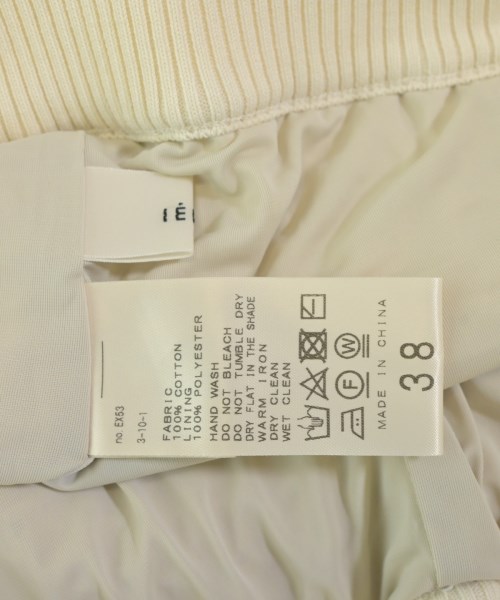 no. EX53
3-10-1
FABRIC
100% COTTON
LINING
100% POLYESTER
HAND WASH
DO NOT BLEACH
DO NOT TUMBLE DRY
DRY FLAT IN THE SHADE
WARM IRON
DRY CLEAN
WET CLEAN
F W
MADE IN CHINA
38